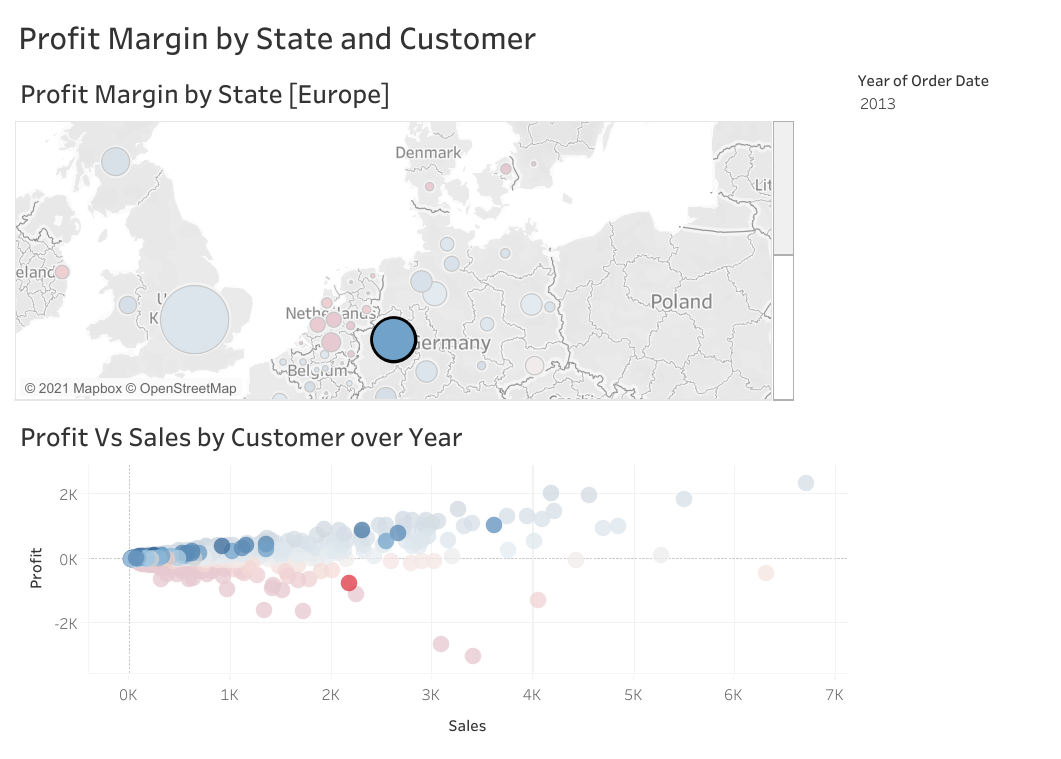 Profit Margin by State and Customer
Profit Margin by State [Europe]
Year of Order Date
2013
Denmark
Lit
eland
U
K
Netherlands
Poland
Germany
Belgium
© 2021 Mapbox © OpenStreetMap
Profit Vs Sales by Customer over Year
2K
0K
-2K
Profit
0K 1K 2K 3K 4K 5K 6K 7K
Sales